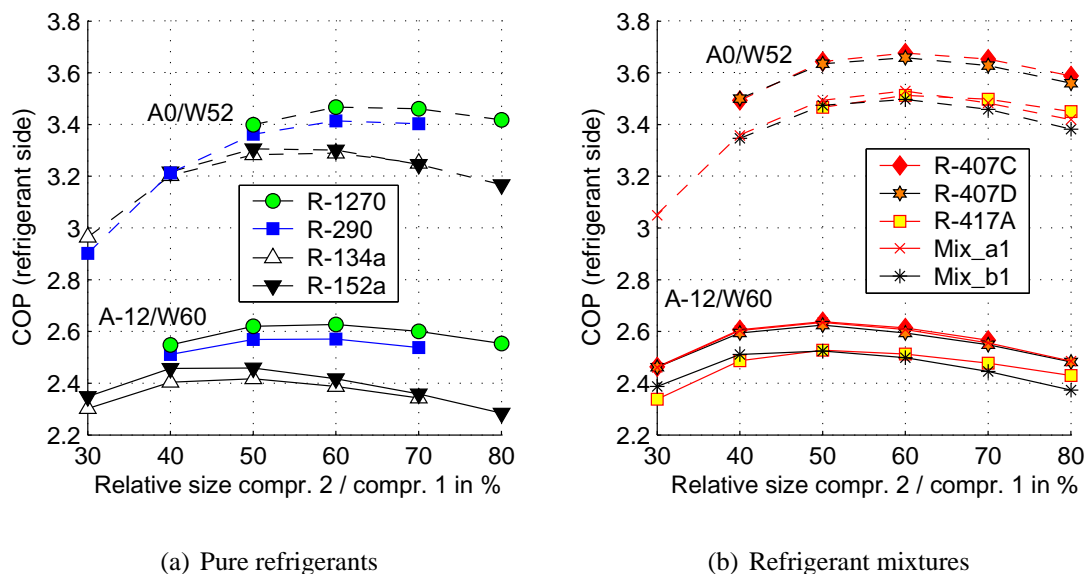 3.8
3.6
3.4
3.2
3
2.8
2.6
2.4
2.2
COP (refrigerant side)
A0/W52
A-12/W60
R-1270
R-290
R-134a
R-152a
30 40 50 60 70 80
Relative size compr. 2 / compr. 1 in %
(a) Pure refrigerants
3.8
3.6
3.4
3.2
3
2.8
2.6
2.4
2.2
COP (refrigerant side)
A0/W52
A-12/W60
R-407C
R-407D
R-417A
Mix_a1
Mix_b1
30 40 50 60 70 80
Relative size compr. 2 / compr. 1 in %
(b) Refrigerant mixtures